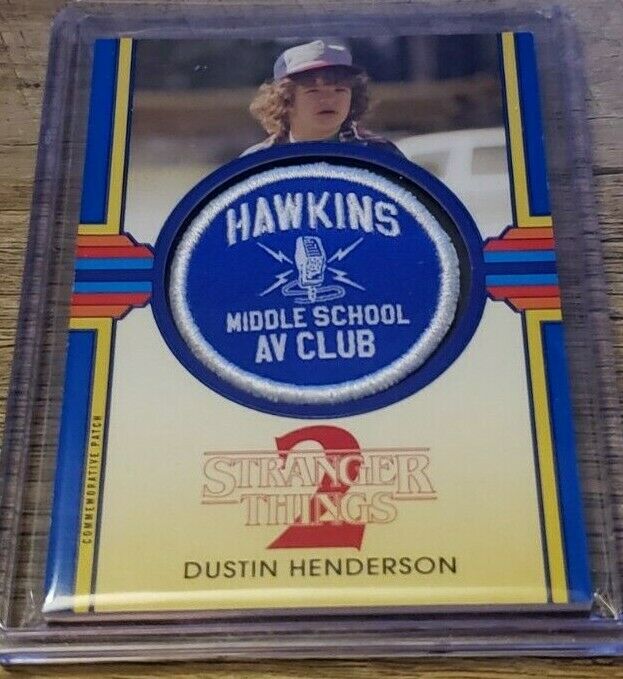 HAWKINS
MIDDLE SCHOOL
AV CLUB
COMMEMORATIVE PATCH
2
STRANGER
THINGS
DUSTIN HENDERSON